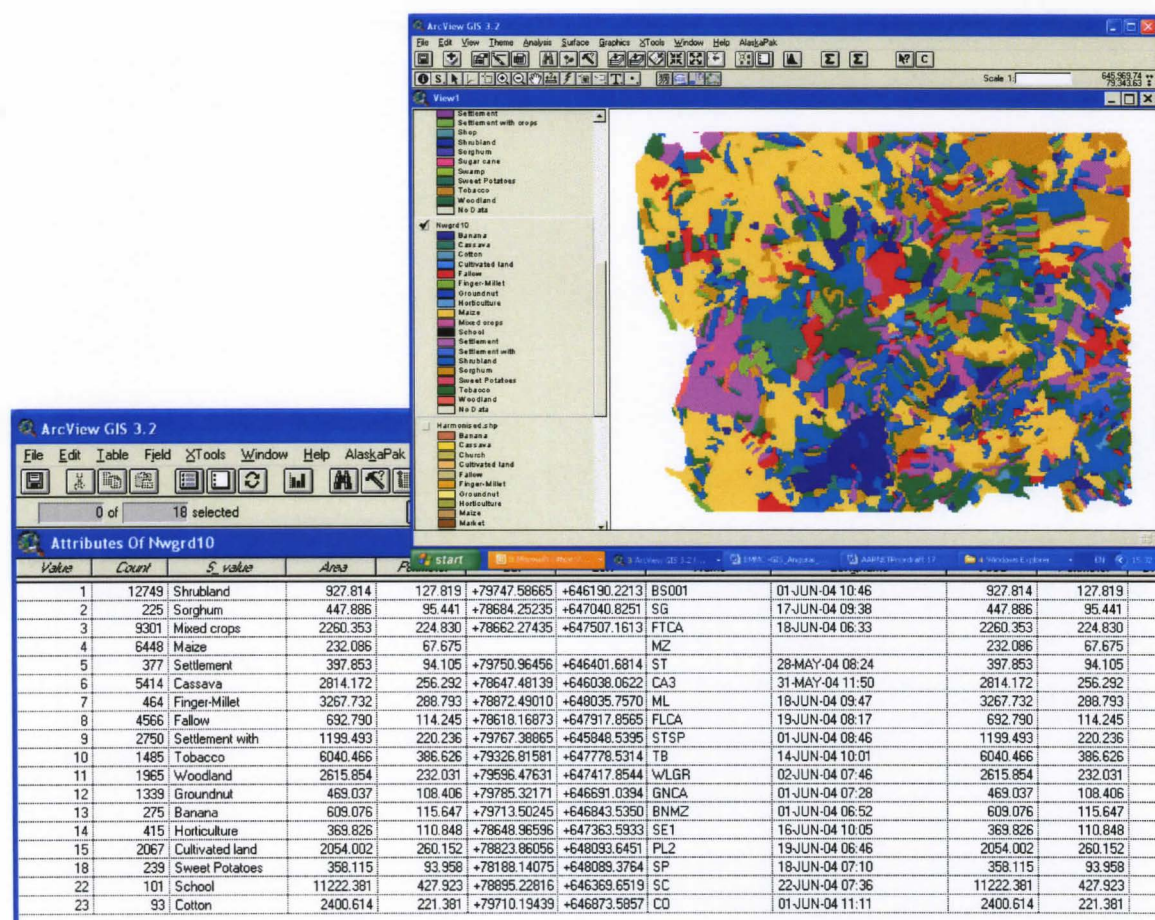 ArcView GIS 3.2
File Edit View Theme Analysis Surface Graphics XTools Window Help AlaskaPak
Scale 1: 645,969.74
79,343.63
View1
Settlement
Settlement with crops
Shop
Shrubland
Sorghum
Sugar cane
Swamp
Sweet Potatoes
Tobacco
Woodland
No Data
Nwgrd10
Banana
Cassava
Cotton
Cultivated land
Fallow
Finger-Millet
Groundnut
Horticulture
Maize
Mixed crops
School
Settlement
Settlement with
Shrubland
Sorghum
Sweet Potatoes
Tobacco
Woodland
No Data
Harmonised.shp
Banana
Cassava
Church
Cultivated land
Fallow
Finger-Millet
Groundnut
Horticulture
Maize
Market
start EN
ArcView GIS 3.2
File Edit Table Field XTools Window Help AlaskaPak
0 of 18 selected
Attributes Of Nwgrd10
Value Count S_value Area
1 12749 Shrubland 927.814 127.819 +79747.58665 +646190.2213 BS001 01-JUN-04 10:46 927.814 127.819
2 225 Sorghum 447.886 95.441 +78684.25235 +647040.8251 SG 17-JUN-04 09:38 447.886 95.441
3 9301 Mixed crops 2260.353 224.830 +78662.27435 +647507.1613 FTCA 18-JUN-04 06:33 2260.353 224.830
4 6448 Maize 232.086 67.675 MZ 232.086 67.675
5 377 Settlement 397.853 94.105 +79750.96456 +646401.6814 ST 28-MAY-04 08:24 397.853 94.105
6 5414 Cassava 2814.172 256.292 +78647.48139 +646038.0622 CA3 31-MAY-04 11:50 2814.172 256.292
7 464 Finger-Millet 3267.732 288.793 +78872.49010 +648035.7570 ML 18-JUN-04 09:47 3267.732 288.793
8 4566 Fallow 692.790 114.245 +78618.16873 +647917.8565 FLCA 19-JUN-04 08:17 692.790 114.245
9 2750 Settlement with 1199.493 220.236 +79767.38865 +645848.5395 STSP 01-JUN-04 08:46 1199.493 220.236
10 1485 Tobacco 6040.466 386.626 +79326.81581 +647778.5314 TB 14-JUN-04 10:01 6040.466 386.626
11 1965 Woodland 2615.854 232.031 +79596.47631 +647417.8544 WLGR 02-JUN-04 07:46 2615.854 232.031
12 1339 Groundnut 469.037 108.406 +79785.32171 +646691.0394 GNCA 01-JUN-04 07:28 469.037 108.406
13 275 Banana 609.076 115.647 +79713.50245 +646843.5350 BNMZ 01-JUN-04 06:52 609.076 115.647
14 415 Horticulture 369.826 110.848 +78648.96596 +647363.5933 SE1 16-JUN-04 10:05 369.826 110.848
15 2067 Cultivated land 2054.002 260.152 +78823.86056 +648093.6451 PL2 19-JUN-04 06:46 2054.002 260.152
18 239 Sweet Potatoes 358.115 93.958 +78188.14075 +648089.3764 SP 18-JUN-04 07:10 358.115 93.958
22 101 School 11222.381 427.923 +78895.22816 +646369.6519 SC 22-JUN-04 07:36 11222.381 427.923
23 93 Cotton 2400.614 221.381 +79710.19439 +646873.5857 CO 01-JUN-04 11:11 2400.614 221.381